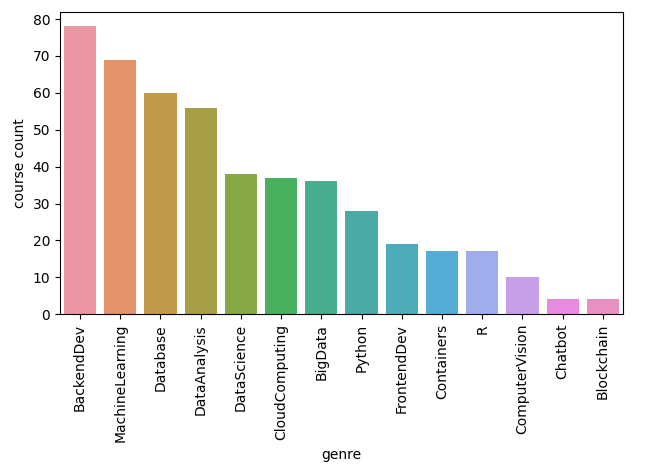 80
70
60
50
40
30
20
10
0
course count
BackendDev
MachineLearning
Database
DataAnalysis
DataScience
CloudComputing
BigData
Python
FrontendDev
Containers
R
ComputerVision
Chatbot
Blockchain
genre